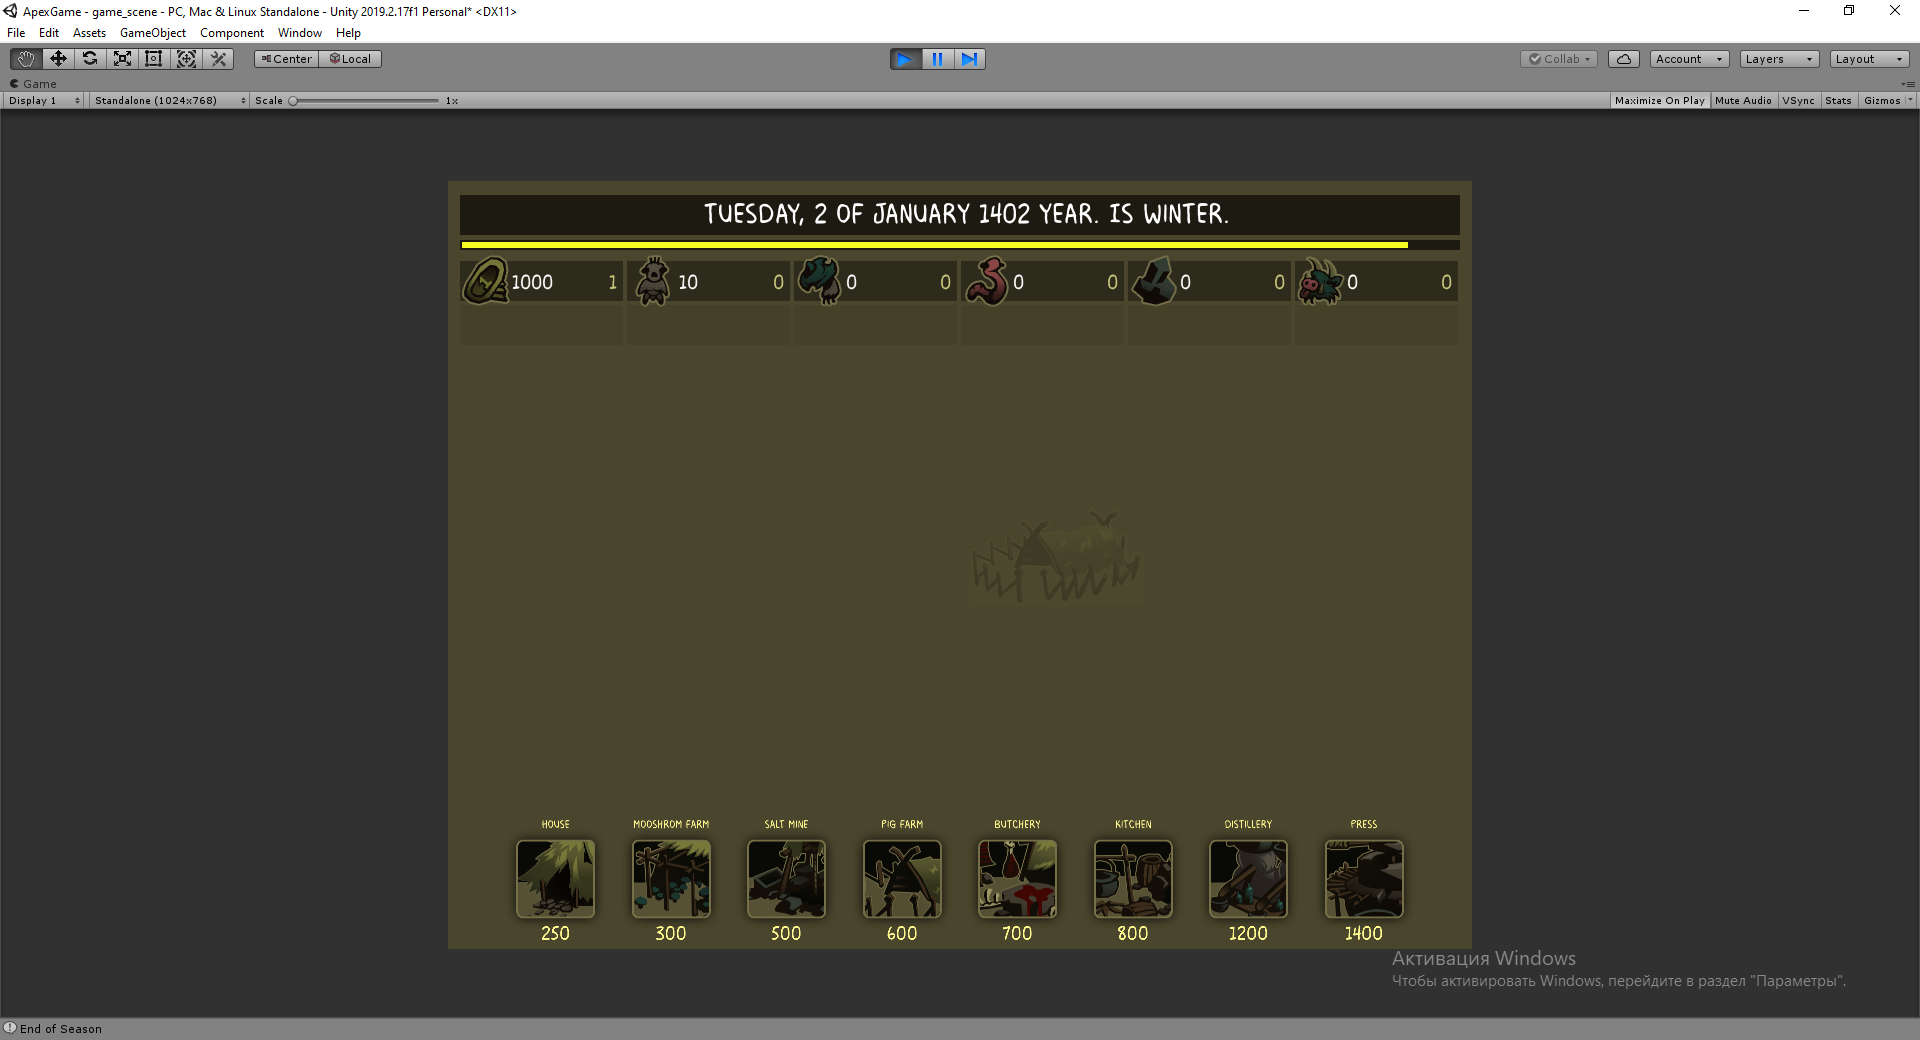 ApexGame - game_scene - PC, Mac & Linux Standalone - Unity 2019.2.17f1 Personal* <DX11>
File Edit Assets GameObject Component Window Help
Center Local Collab Account Layers Layout
Game
Display 1 Standalone (1024x768) Scale 1x Maximize On Play Mute Audio VSync Stats Gizmos
TUESDAY, 2 OF JANUARY 1402 YEAR. IS WINTER.
1000 1 10 0 0 0 0 0 0 0 0 0
HOUSE MOOSHROM FARM SALT MINE PIG FARM BUTCHERY KITCHEN DISTILLERY PRESS
250 300 500 600 700 800 1200 1400
Активация Windows
Чтобы активировать Windows, перейдите в раздел "Параметры".
End of Season